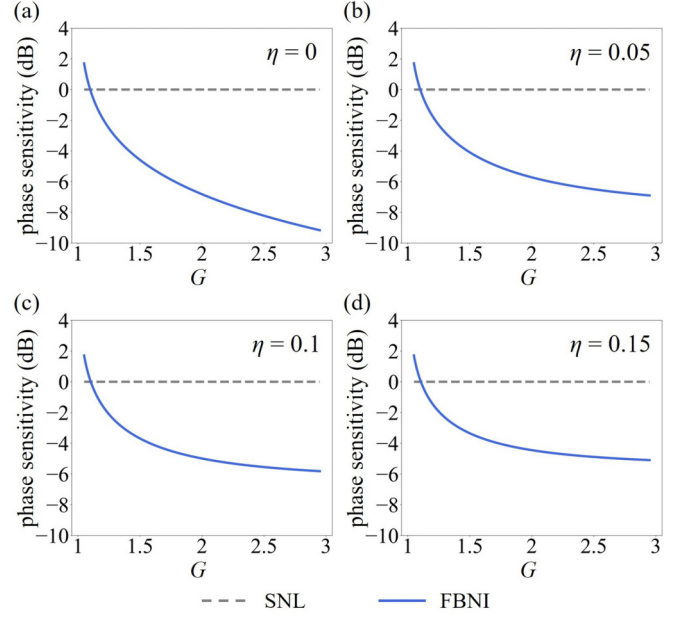 (a)
phase sensitivity (dB)
4
2
0
−2
−4
−6
−8
−10
η = 0
1 1.5 2 2.5 3
G
(b)
phase sensitivity (dB)
4
2
0
−2
−4
−6
−8
−10
η = 0.05
1 1.5 2 2.5 3
G
(c)
phase sensitivity (dB)
4
2
0
−2
−4
−6
−8
−10
η = 0.1
1 1.5 2 2.5 3
G
(d)
phase sensitivity (dB)
4
2
0
−2
−4
−6
−8
−10
η = 0.15
1 1.5 2 2.5 3
G
SNL FBNI